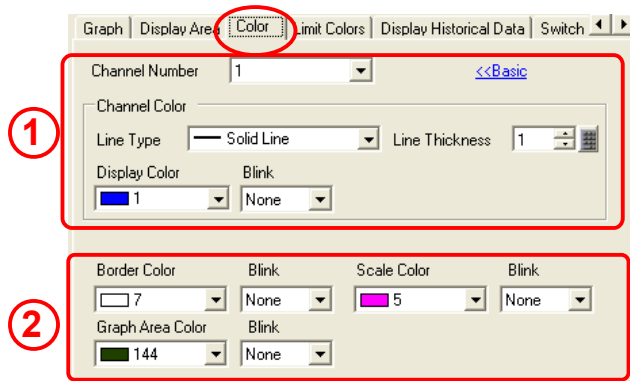 Graph Display Area Color Limit Colors Display Historical Data Switch
Channel Number 1 <<Basic
Channel Color
1
Line Type Solid Line Line Thickness 1
Display Color Blink
1 None
Border Color Blink Scale Color Blink
7 None 5 None
2
Graph Area Color Blink
144 None